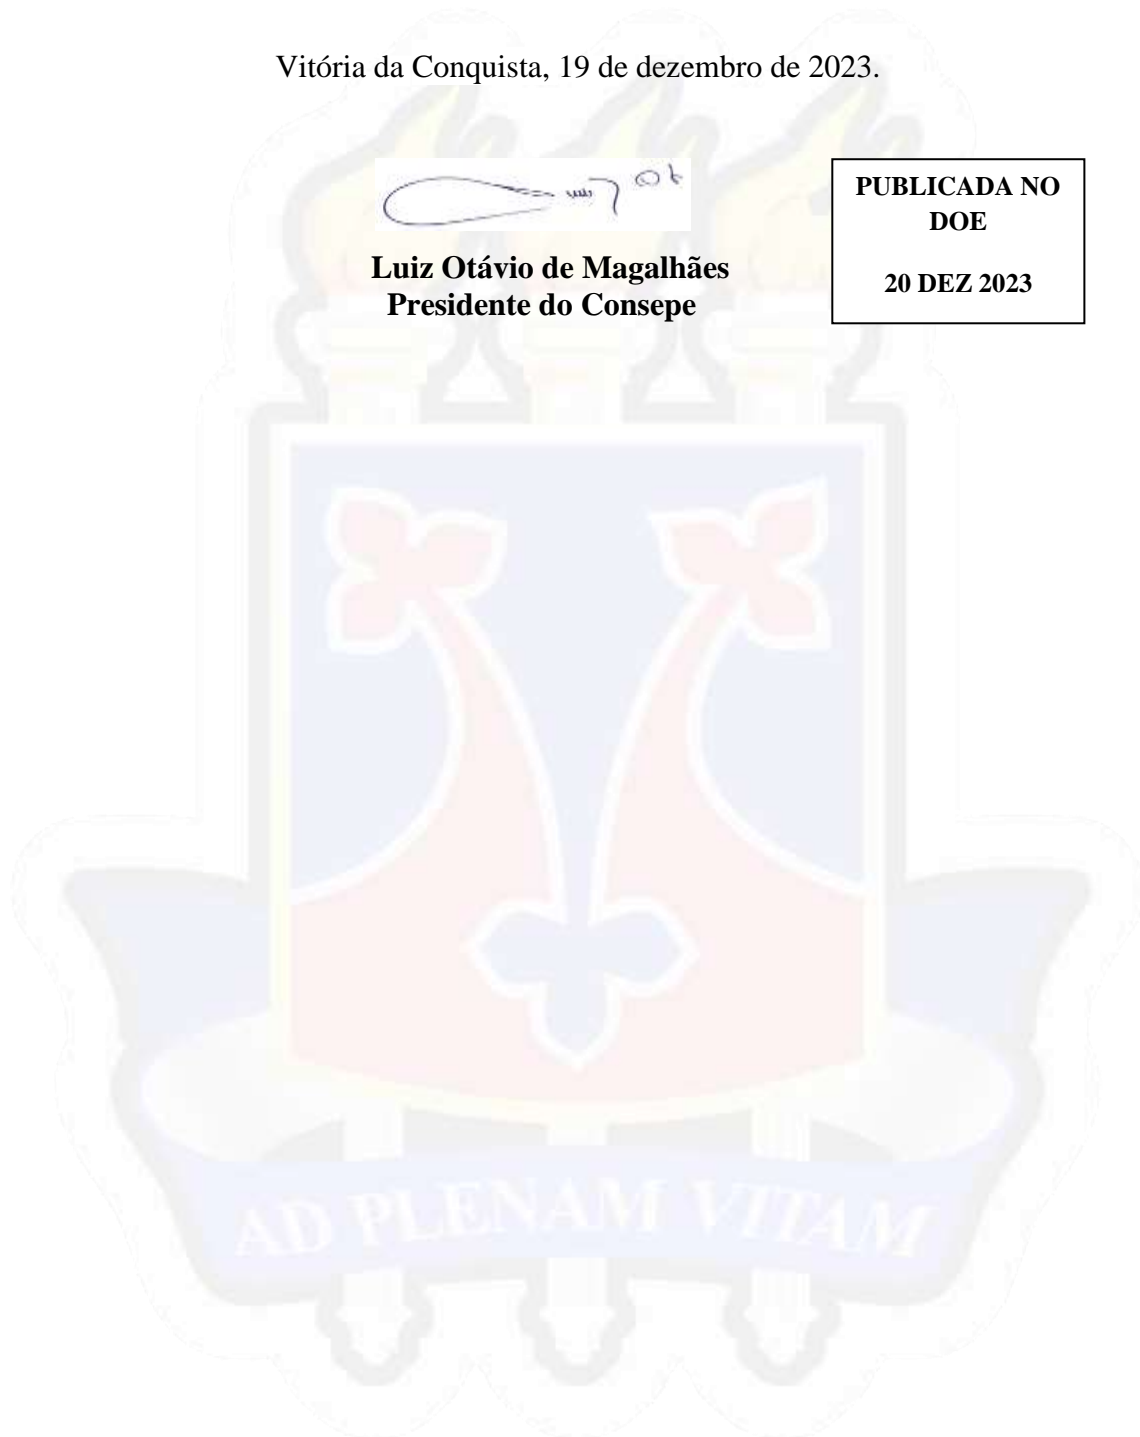 Vitória da Conquista, 19 de dezembro de 2023.
Luiz Otávio de Magalhães
Presidente do Consepe
PUBLICADA NO
DOE
20 DEZ 2023
AD PLENAM VITAM